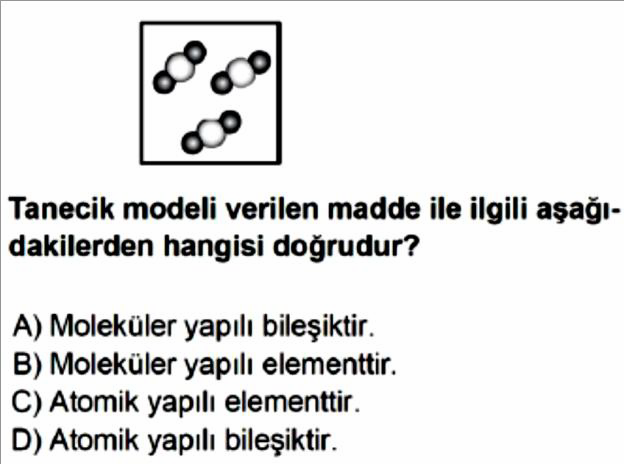 Tanecik modeli verilen madde ile ilgili aşağı-
dakilerden hangisi doğrudur?
A) Moleküler yapılı bileşiktir.
B) Moleküler yapılı elementtir.
C) Atomik yapılı elementtir.
D) Atomik yapılı bileşiktir.